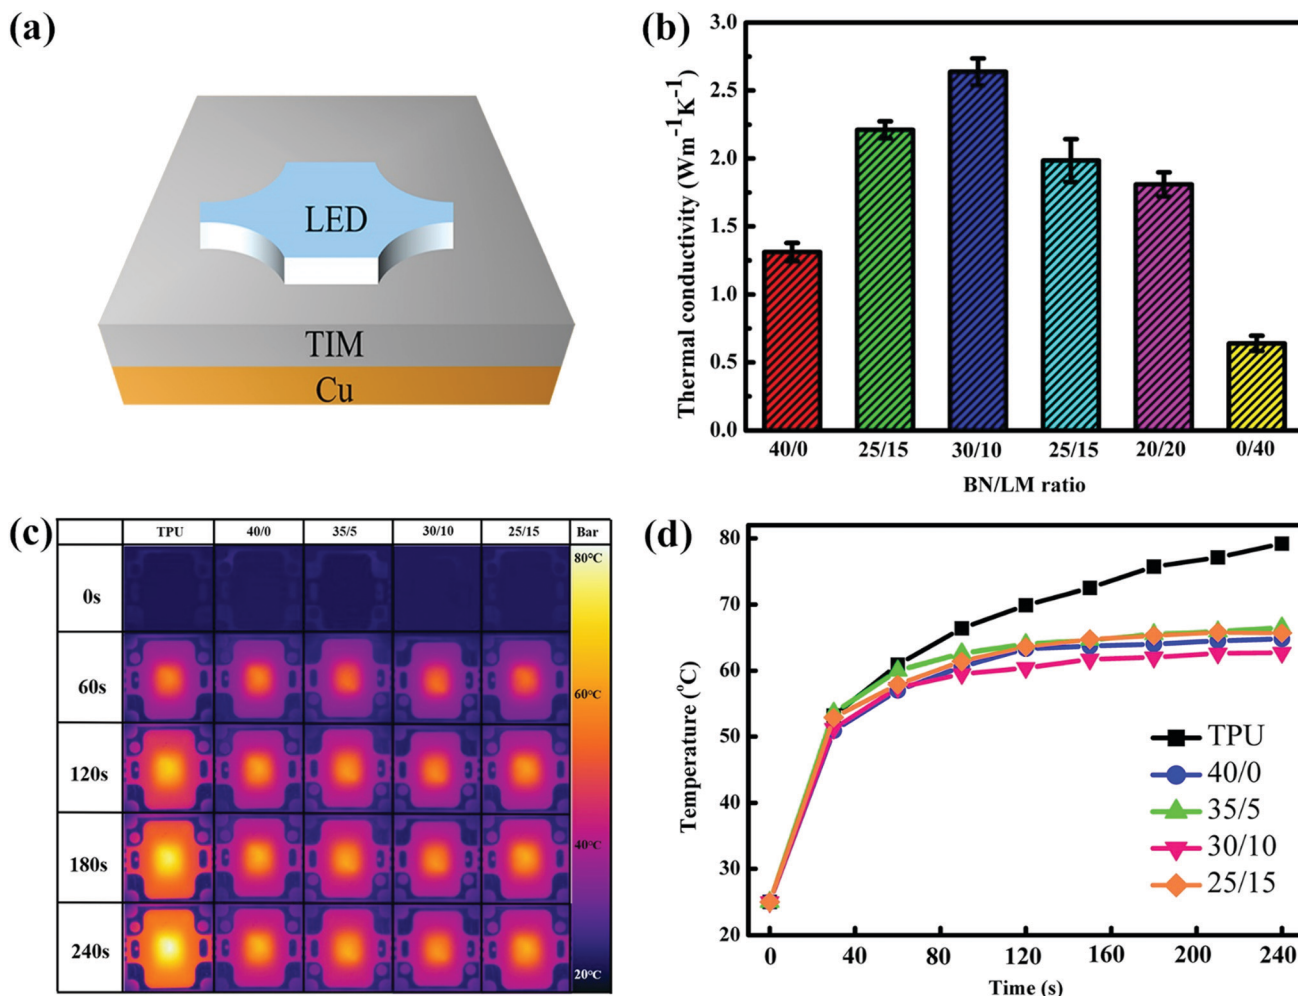 (a)
LED
TIM
Cu
(b)
Thermal conductivity (Wm⁻¹K⁻¹)
3.0
2.5
2.0
1.5
1.0
0.5
0.0
40/0 25/15 30/10 25/15 20/20 0/40
BN/LM ratio
(c)
TPU 40/0 35/5 30/10 25/15 Bar
0s
60s
120s
180s
240s
80°C
60°C
40°C
20°C
(d)
Temperature (°C)
80
70
60
50
40
30
20
TPU
40/0
35/5
30/10
25/15
0 40 80 120 160 200 240
Time (s)